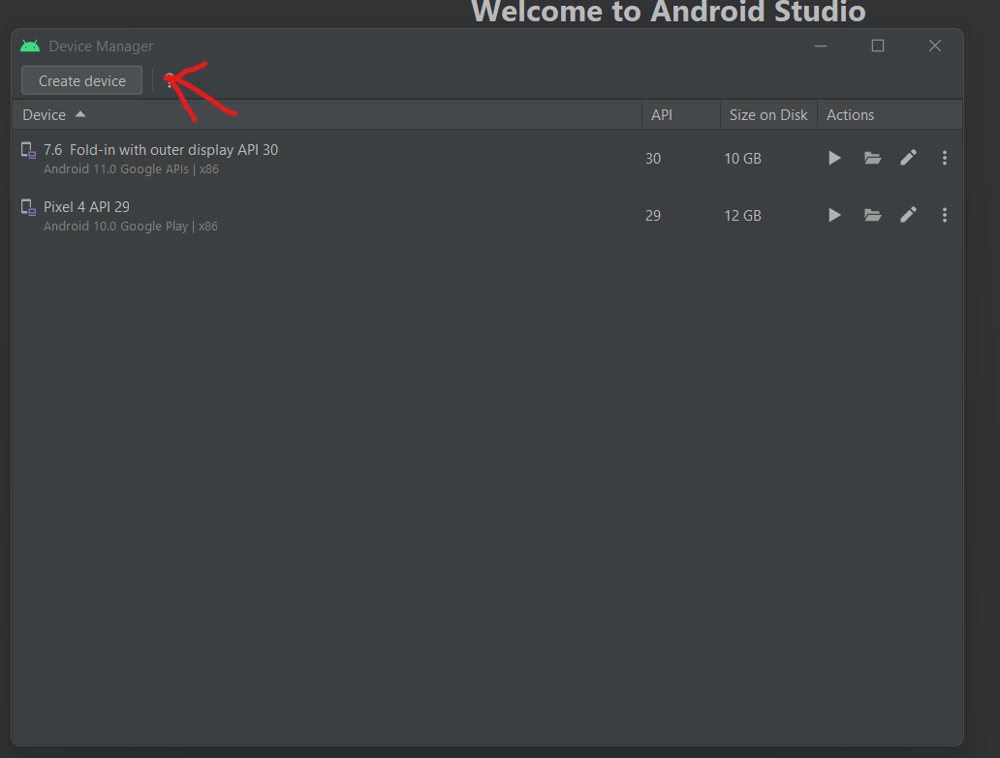 Welcome to Android Studio
Device Manager
Create device
?
Device API Size on Disk Actions
7.6 Fold-in with outer display API 30
Android 11.0 Google APIs | x86
30 10 GB
Pixel 4 API 29
Android 10.0 Google Play | x86
29 12 GB